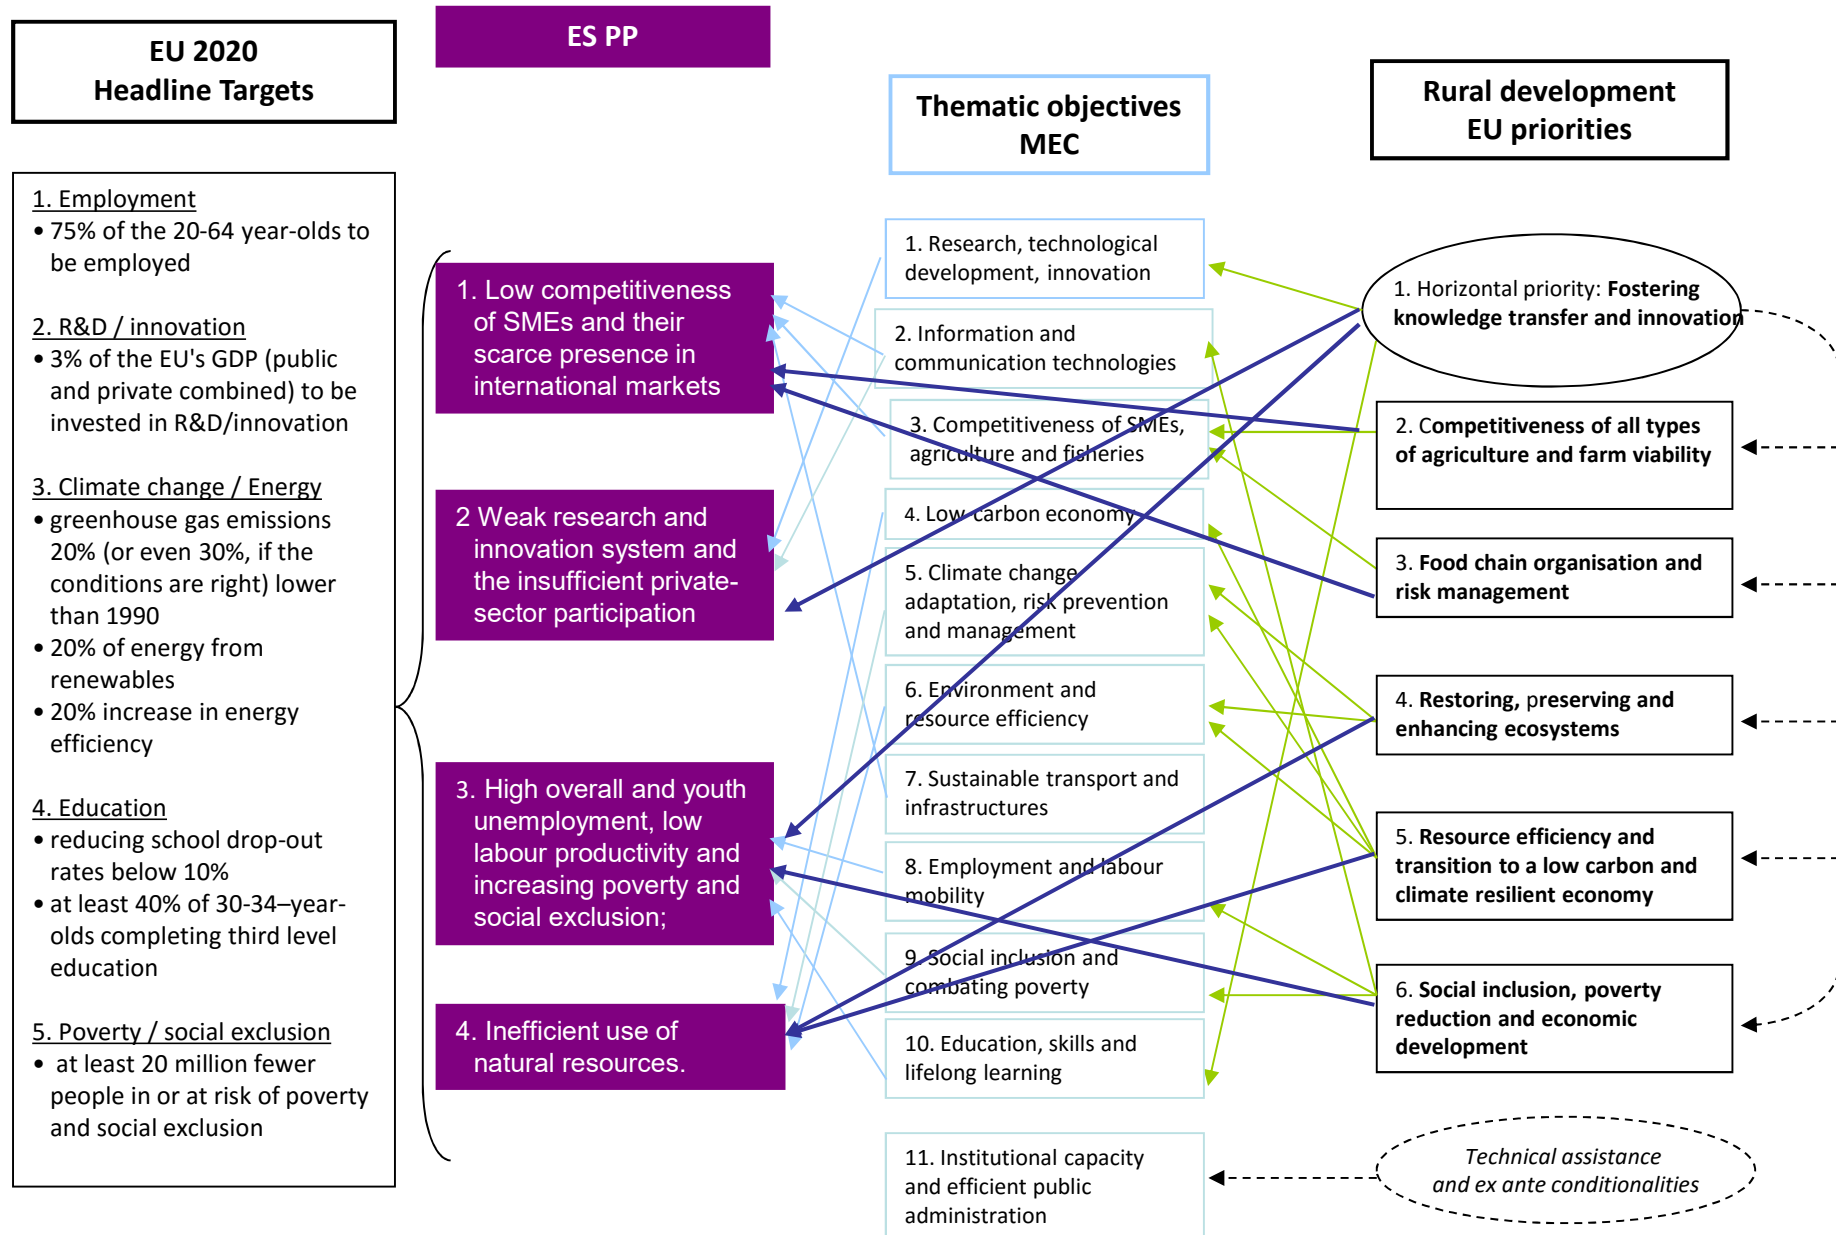 EU 2020
Headline Targets
1. Employment
• 75% of the 20-64 year-olds to
be employed
2. R&D / innovation
• 3% of the EU's GDP (public
and private combined) to be
invested in R&D/innovation
3. Climate change / Energy
• greenhouse gas emissions
20% (or even 30%, if the
conditions are right) lower
than 1990
• 20% of energy from
renewables
• 20% increase in energy
efficiency
4. Education
• reducing school drop-out
rates below 10%
• at least 40% of 30-34–year-
olds completing third level
education
5. Poverty / social exclusion
• at least 20 million fewer
people in or at risk of poverty
and social exclusion
ES PP
1. Low competitiveness
of SMEs and their
scarce presence in
international markets
2 Weak research and
innovation system and
the insufficient private-
sector participation
3. High overall and youth
unemployment, low
labour productivity and
increasing poverty and
social exclusion;
4. Inefficient use of
natural resources.
Thematic objectives
MEC
1. Research, technological
development, innovation
2. Information and
communication technologies
3. Competitiveness of SMEs,
agriculture and fisheries
4. Low carbon economy
5. Climate change
adaptation, risk prevention
and management
6. Environment and
resource efficiency
7. Sustainable transport and
infrastructures
8. Employment and labour
mobility
9. Social inclusion and
combating poverty
10. Education, skills and
lifelong learning
11. Institutional capacity
and efficient public
administration
Rural development
EU priorities
1. Horizontal priority: Fostering
knowledge transfer and innovation
2. Competitiveness of all types
of agriculture and farm viability
3. Food chain organisation and
risk management
4. Restoring, preserving and
enhancing ecosystems
5. Resource efficiency and
transition to a low carbon and
climate resilient economy
6. Social inclusion, poverty
reduction and economic
development
Technical assistance
and ex ante conditionalities